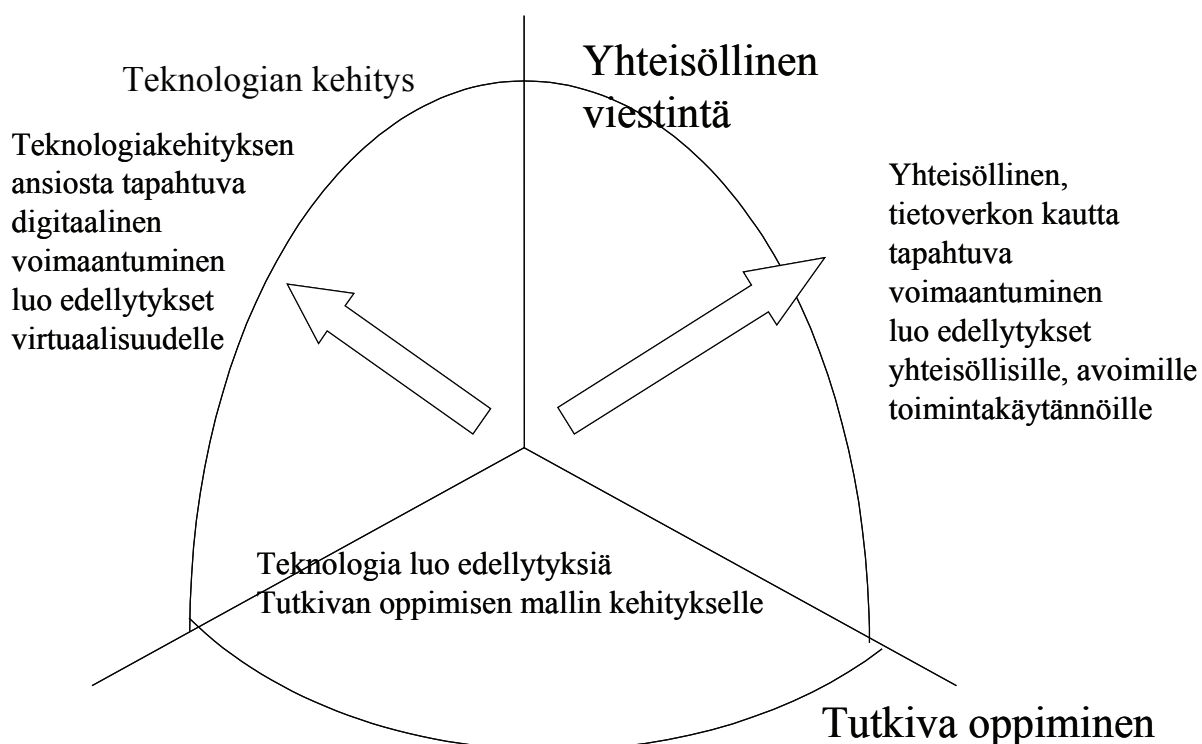 Teknologian kehitys
Yhteisöllinen
viestintä
Teknologiakehityksen
ansiosta tapahtuva
digitaalinen
voimaantuminen
luo edellytykset
virtuaalisuudelle
Yhteisöllinen,
tietoverkon kautta
tapahtuva
voimaantuminen
luo edellytykset
yhteisöllisille, avoimille
toimintakäytännöille
Teknologia luo edellytyksiä
Tutkivan oppimisen mallin kehitykselle
Tutkiva oppiminen